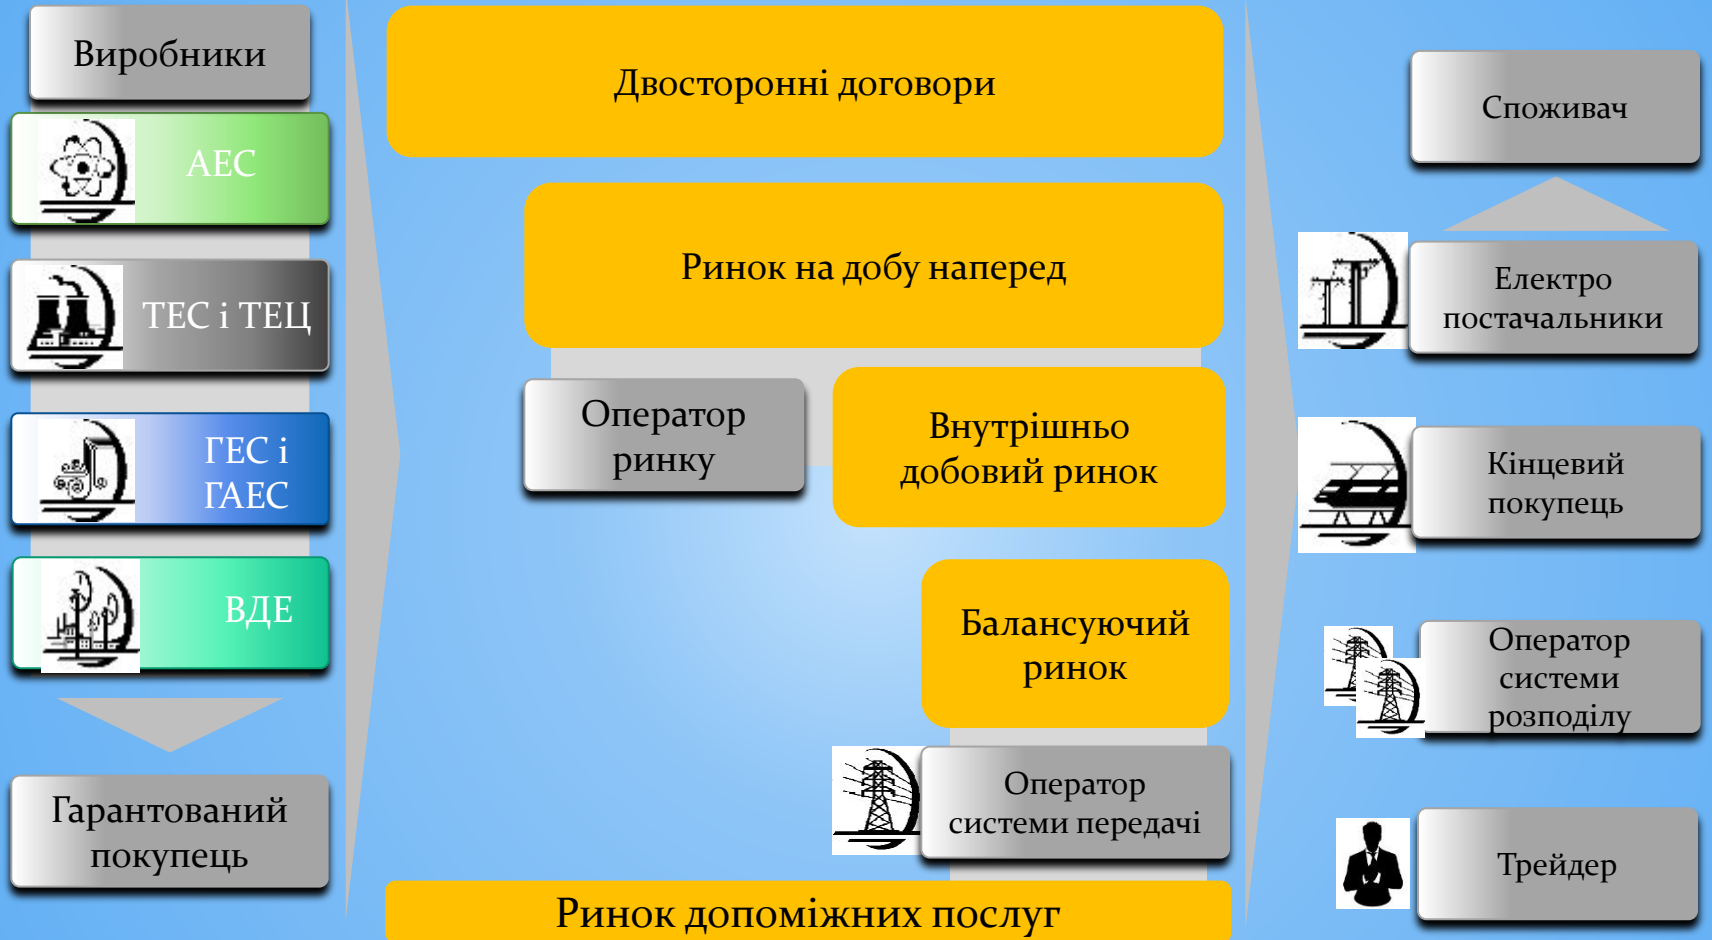 Виробники
АЕС
ТЕС і ТЕЦ
ГЕС і
ГАЕС
ВДЕ
Гарантований
покупець
Двосторонні договори
Ринок на добу наперед
Оператор
ринку
Внутрішньо
добовий ринок
Балансуючий
ринок
Оператор
системи передачі
Ринок допоміжних послуг
Споживач
Електро
постачальники
Кінцевий
покупець
Оператор
системи
розподілу
Трейдер